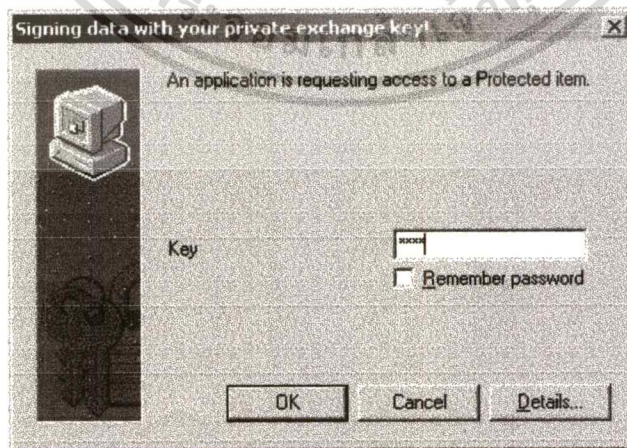 Signing data with your private exchange key!
An application is requesting access to a Protected item.
Key
xxxx
Remember password
OK
Cancel
Details...